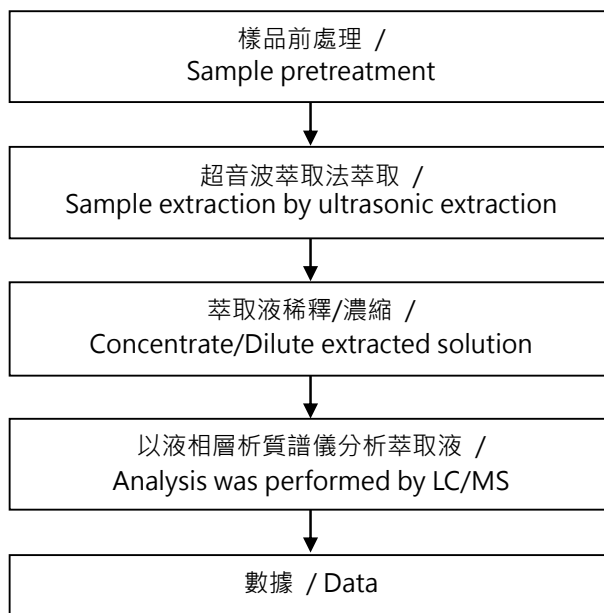 樣品前處理 /
Sample pretreatment
超音波萃取法萃取 /
Sample extraction by ultrasonic extraction
萃取液稀釋/濃縮 /
Concentrate/Dilute extracted solution
以液相層析質譜儀分析萃取液 /
Analysis was performed by LC/MS
數據 / Data